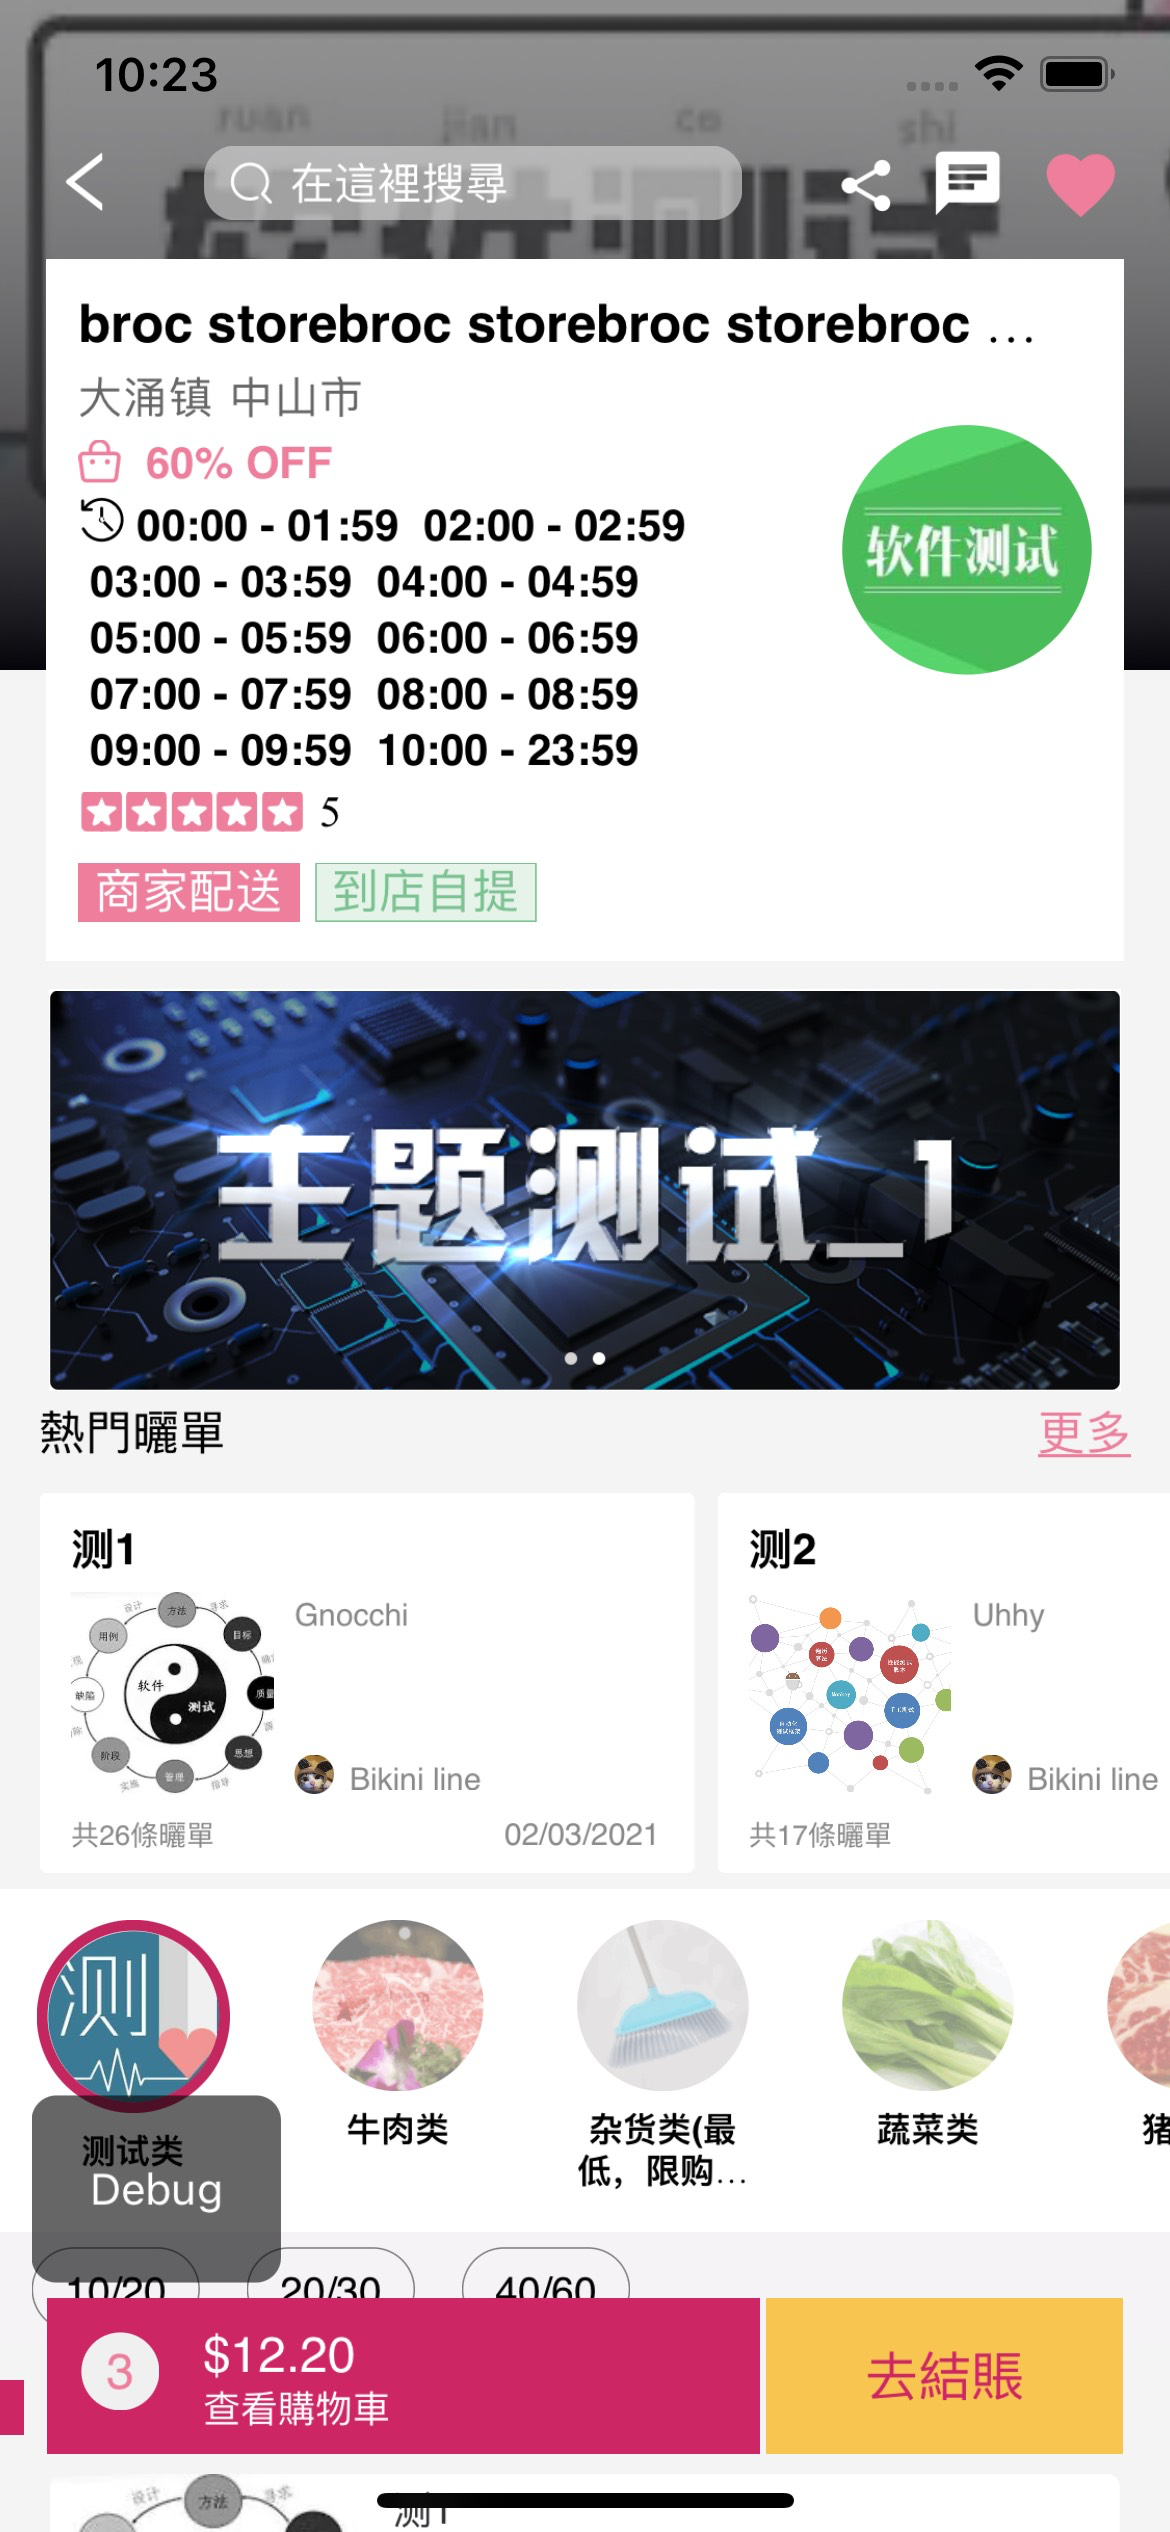 10:23
ruan jian ce shi
在這裡搜尋
broc storebroc storebroc storebroc ...
大涌镇 中山市
60% OFF
00:00 - 01:59 02:00 - 02:59
03:00 - 03:59 04:00 - 04:59
05:00 - 05:59 06:00 - 06:59
07:00 - 07:59 08:00 - 08:59
09:00 - 09:59 10:00 - 23:59
软件测试
5
商家配送 到店自提
主题测试_1
熱門曬單 更多
测1
Gnocchi
设计 方法 寻求
用例 目标
软件 测试
缺陷 质量
阶段 思想
实施 管理 指导
Bikini line
共26條曬單 02/03/2021
测2
Uhhy
Monkey
Bikini line
共17條曬單
测
测试类
牛肉类
杂货类(最
低，限购...
蔬菜类
猪
Debug
10/20 20/30 40/60
3
$12.20
查看購物車
去結賬
设计 方法 寻求
测1